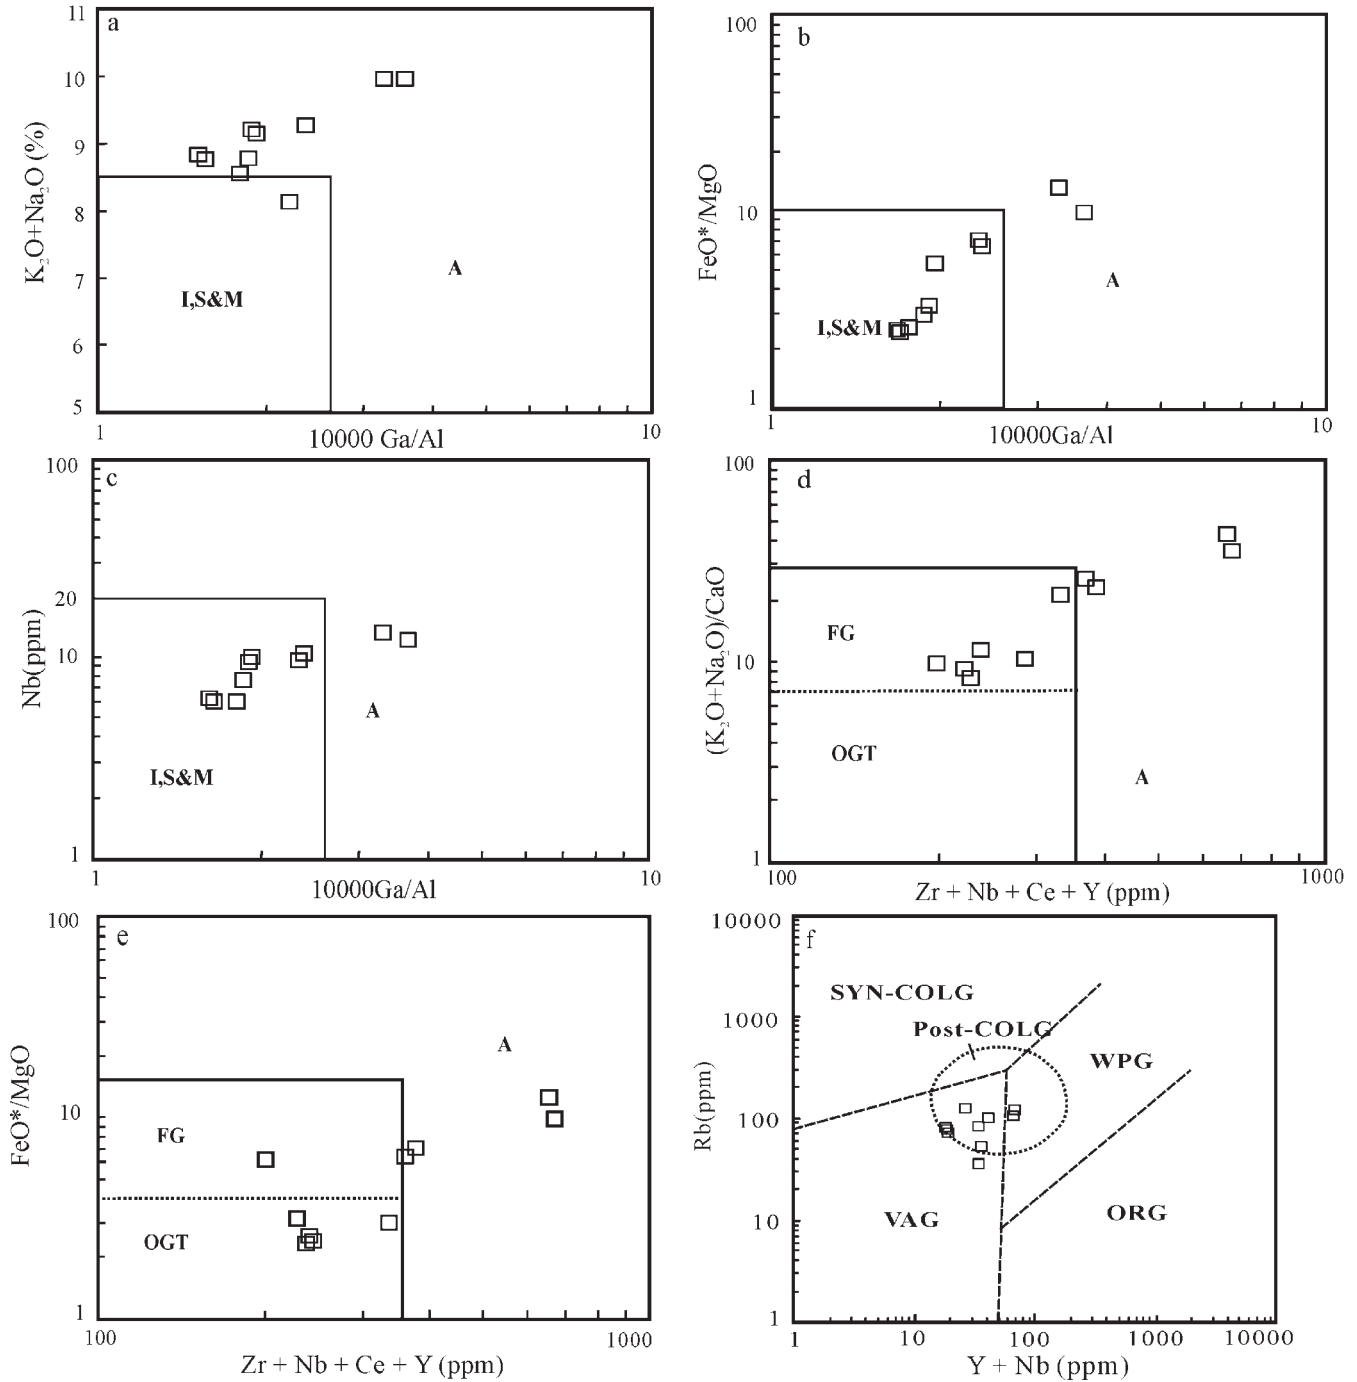 a
11
10
9
8
7
6
5
K₂O+Na₂O (%)
I,S&M
A
1
10000 Ga/Al
10
b
100
10
1
FeO*/MgO
I,S&M
A
1
10000Ga/Al
10
c
100
20
10
1
Nb(ppm)
I,S&M
A
1
10000Ga/Al
10
d
100
10
1
(K₂O+Na₂O)/CaO
FG
OGT
A
100
Zr + Nb + Ce + Y (ppm)
1000
e
100
10
1
FeO*/MgO
FG
OGT
A
100
1000
Zr + Nb + Ce + Y (ppm)
f
10000
1000
100
10
1
Rb(ppm)
SYN-COLG
Post-COLG
WPG
VAG
ORG
1
10
100
1000
10000
Y + Nb (ppm)